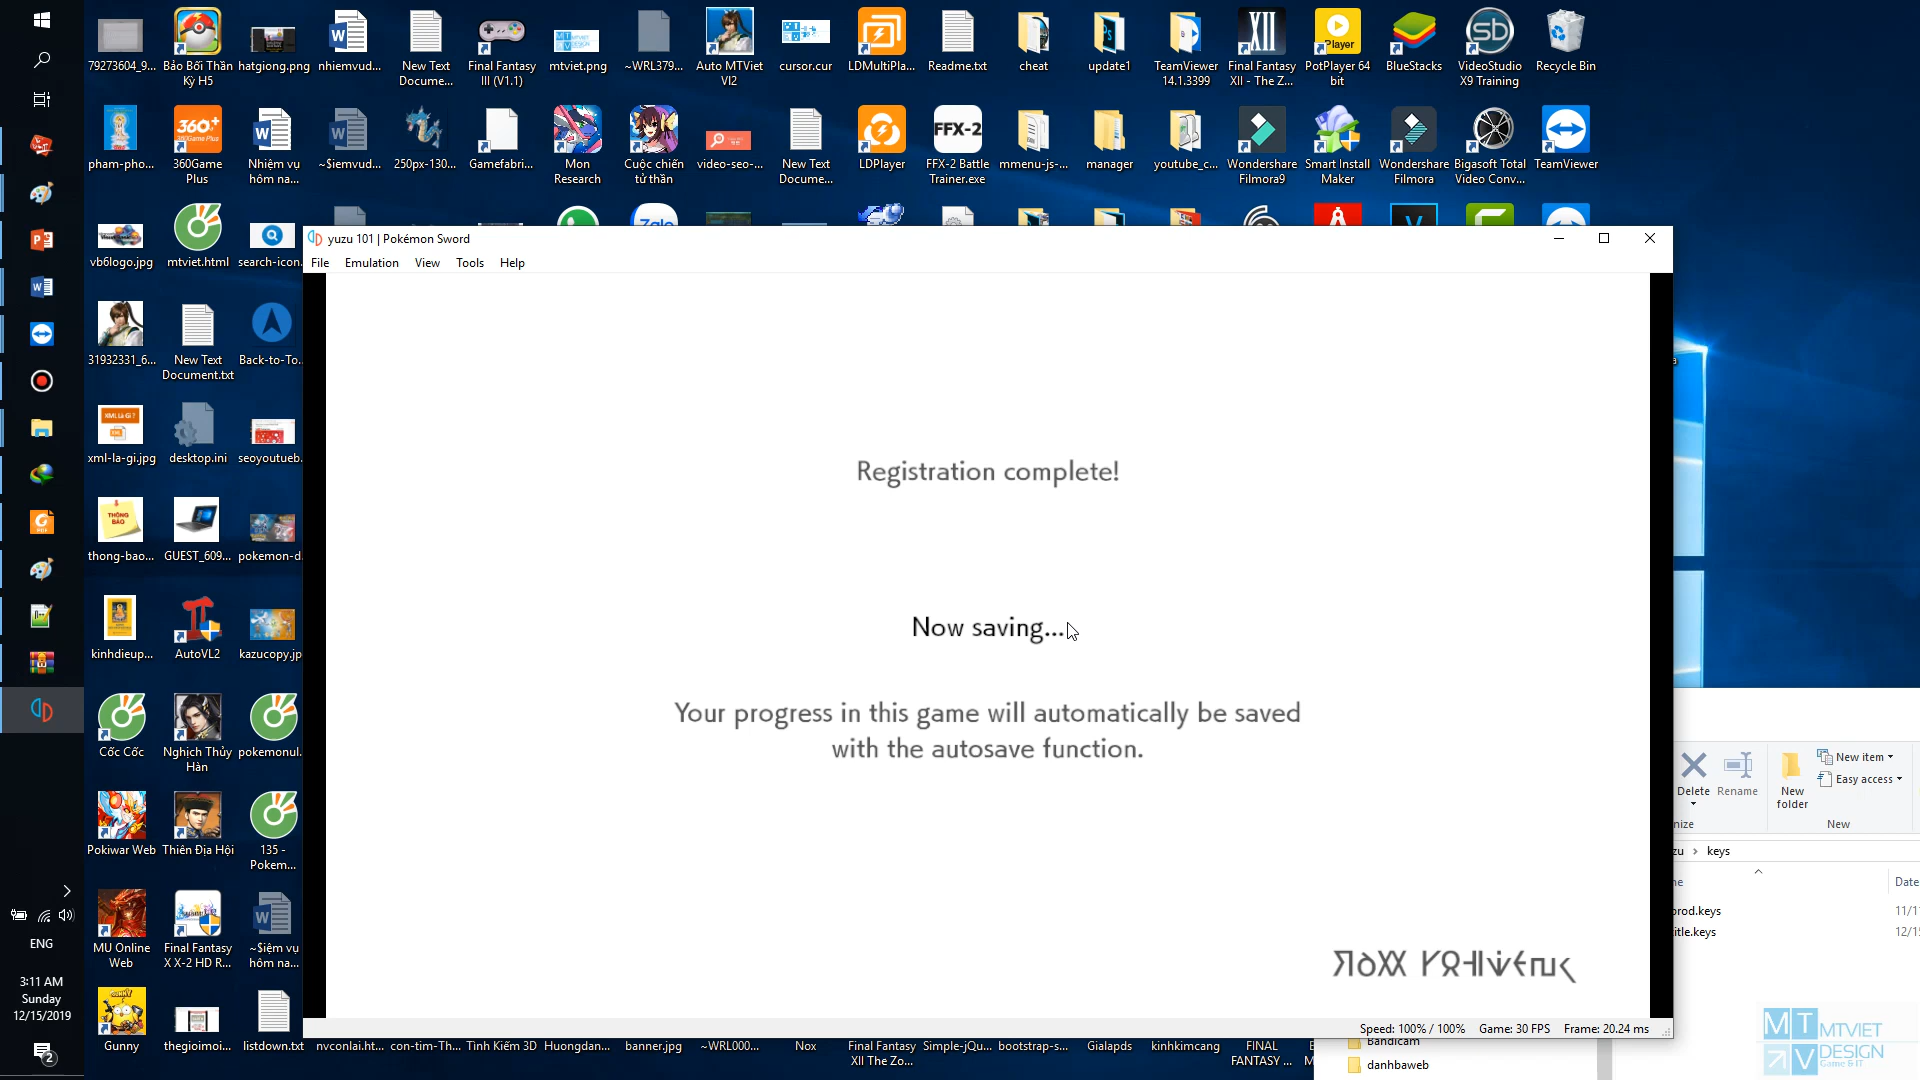 79273604_9...
Bảo Bối Thần
Kỳ H5
hatgiong.png
nhiemvud...
New Text
Docume...
Final Fantasy
III (V1.1)
mtviet.png
~WRL379...
Auto MTViet
Vl2
cursor.cur
LDMultiPla...
Readme.txt
cheat
update1
TeamViewer
14.1.3399
Final Fantasy
XII - The Z...
PotPlayer 64
bit
BlueStacks
VideoStudio
X9 Training
Recycle Bin
pham-pho...
360Game
Plus
Nhiệm vụ
hôm na...
~$iemvud...
250px-130...
Gamefabri...
Mon
Research
Cuộc chiến
tử thần
video-seo-...
New Text
Docume...
LDPlayer
FFX-2 Battle
Trainer.exe
mmenu-js-...
manager
youtube_c...
Wondershare
Filmora9
Smart Install
Maker
Wondershare
Filmora
Bigasoft Total
Video Conv...
TeamViewer
vb6logo.jpg
mtviet.html
search-icon.
31932331_6...
New Text
Document.txt
Back-to-To..
xml-la-gi.jpg
desktop.ini
seoyoutueb.
thong-bao...
GUEST_609...
pokemon-d.
kinhdieup...
AutoVL2
kazucopy.jp
Cốc Cốc
Nghịch Thủy
Hàn
pokemonul.
Pokiwar Web
Thiên Địa Hội
135 -
Pokem...
MU Online
Web
Final Fantasy
X X-2 HD R...
~$iệm vụ
hôm na...
Gunny
thegioimoi...
listdown.txt
nvconlai.ht...
con-tim-Th...
Tinh Kiếm 3D
Huongdan...
banner.jpg
~WRL000...
Nox
Final Fantasy
XII The Zo...
Simple-jQu...
bootstrap-s...
Gialapds
kinhkimcang
FINAL
FANTASY ...
yuzu 101 | Pokémon Sword
File
Emulation
View
Tools
Help
Registration complete!
Now saving...
Your progress in this game will automatically be saved
with the autosave function.
Speed: 100% / 100%
Game: 30 FPS
Frame: 20.24 ms
Delete
Rename
New
folder
New item
Easy access
New
keys
Date
prod.keys
11/1
12/1
Bandicam
danhbaweb
ENG
3:11 AM
Sunday
12/15/2019
2
MTVIET
DESIGN
Game & IT